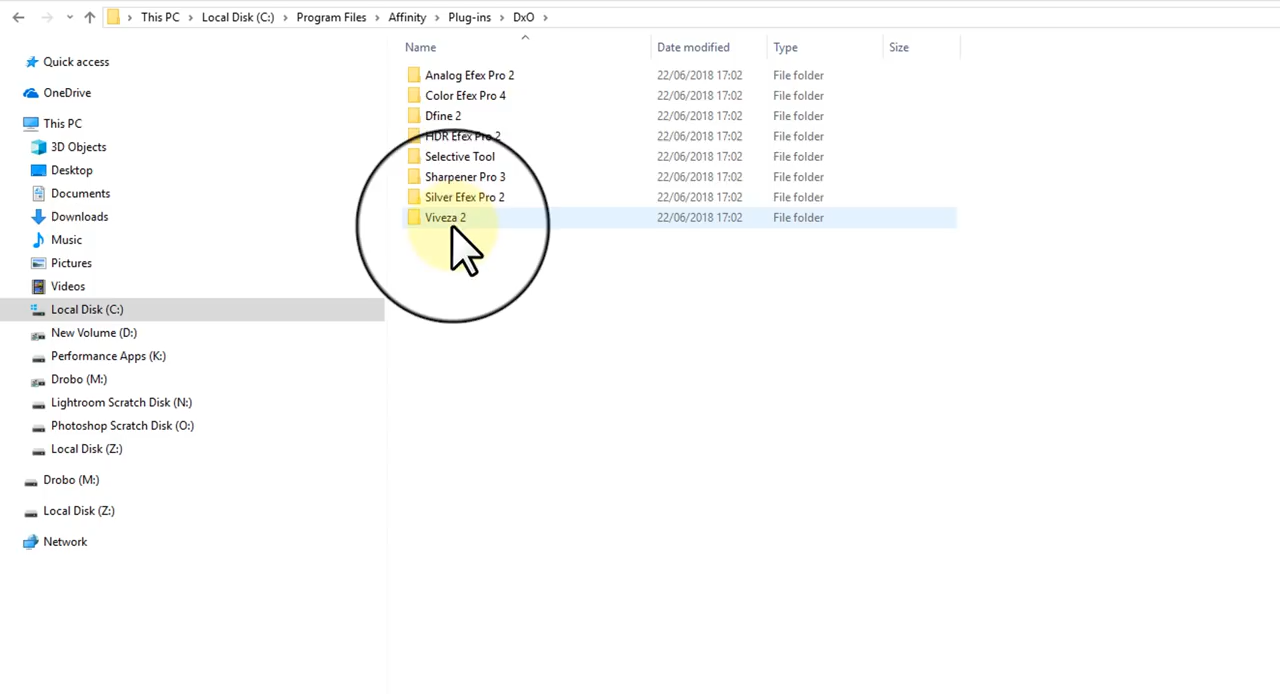 This PC > Local Disk (C:) > Program Files > Affinity > Plug-ins > DxO >
Name Date modified Type Size
Quick access
OneDrive
This PC
3D Objects
Desktop
Documents
Downloads
Music
Pictures
Videos
Local Disk (C:)
New Volume (D:)
Performance Apps (K:)
Drobo (M:)
Lightroom Scratch Disk (N:)
Photoshop Scratch Disk (O:)
Local Disk (Z:)
Drobo (M:)
Local Disk (Z:)
Network
Analog Efex Pro 2 22/06/2018 17:02 File folder
Color Efex Pro 4 22/06/2018 17:02 File folder
Dfine 2 22/06/2018 17:02 File folder
HDR Efex Pro 2 22/06/2018 17:02 File folder
Selective Tool 22/06/2018 17:02 File folder
Sharpener Pro 3 22/06/2018 17:02 File folder
Silver Efex Pro 2 22/06/2018 17:02 File folder
Viveza 2 22/06/2018 17:02 File folder